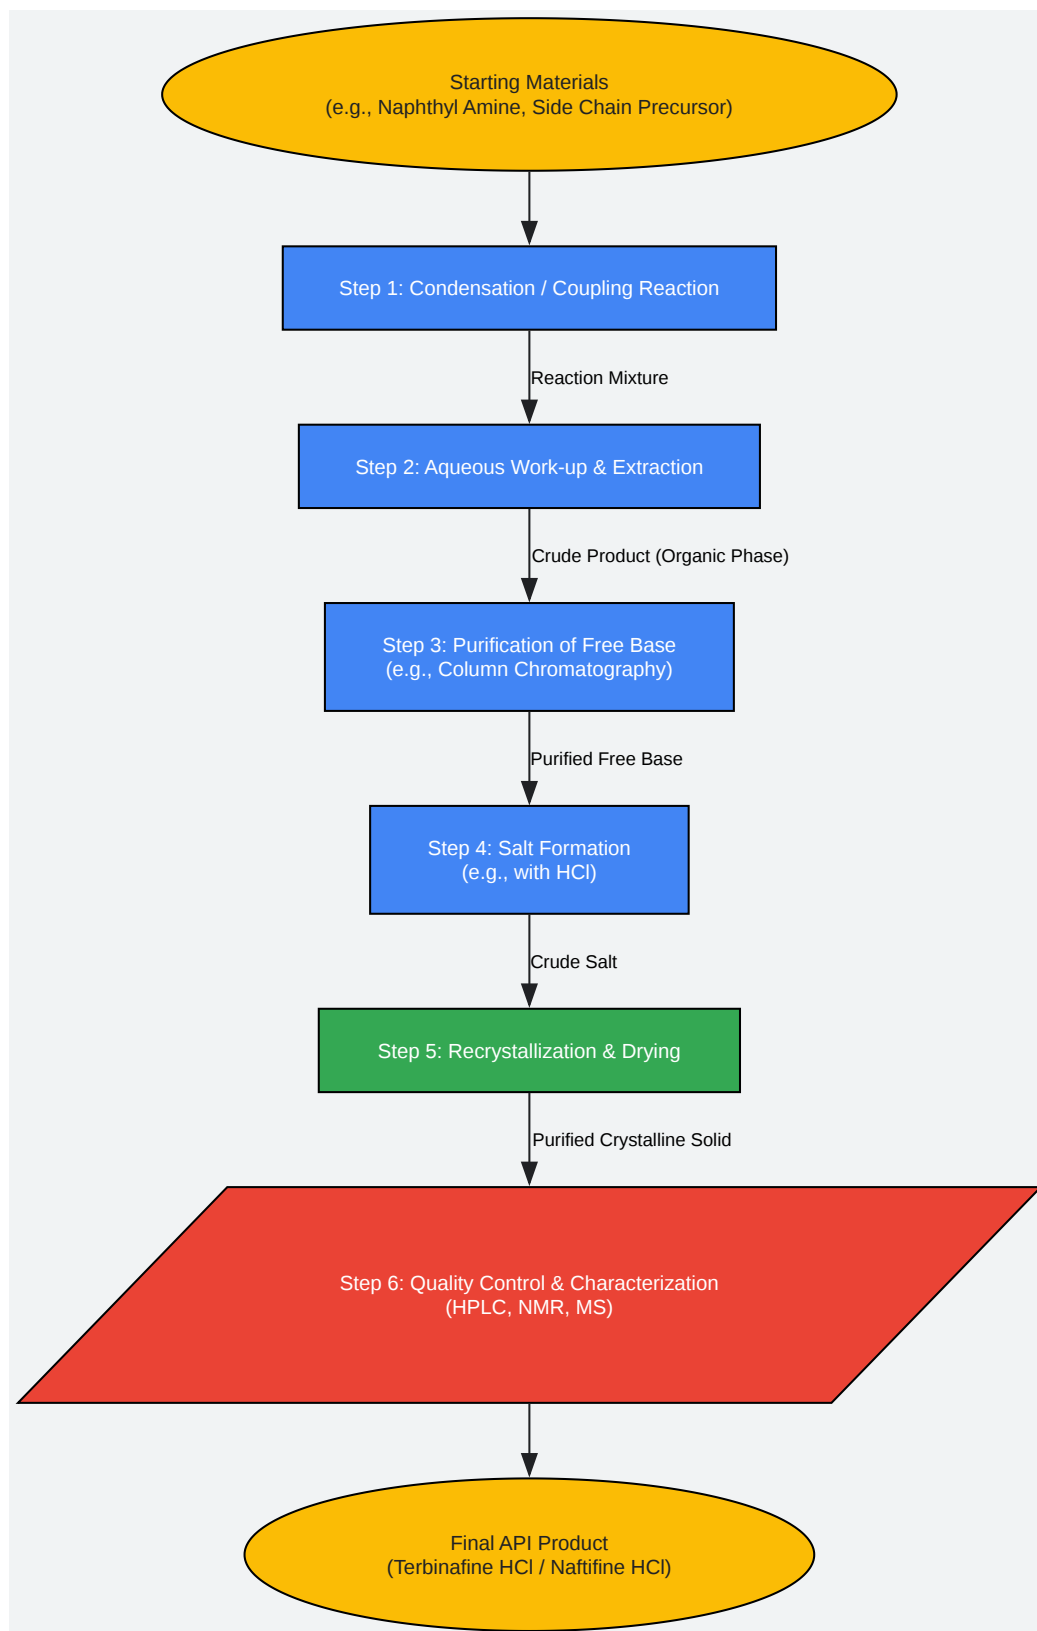 Starting Materials
(e.g., Naphthyl Amine, Side Chain Precursor)
Step 1: Condensation / Coupling Reaction
Reaction Mixture
Step 2: Aqueous Work-up & Extraction
Crude Product (Organic Phase)
Step 3: Purification of Free Base
(e.g., Column Chromatography)
Purified Free Base
Step 4: Salt Formation
(e.g., with HCl)
Crude Salt
Step 5: Recrystallization & Drying
Purified Crystalline Solid
Step 6: Quality Control & Characterization
(HPLC, NMR, MS)
Final API Product
(Terbinafine HCl / Naftifine HCl)